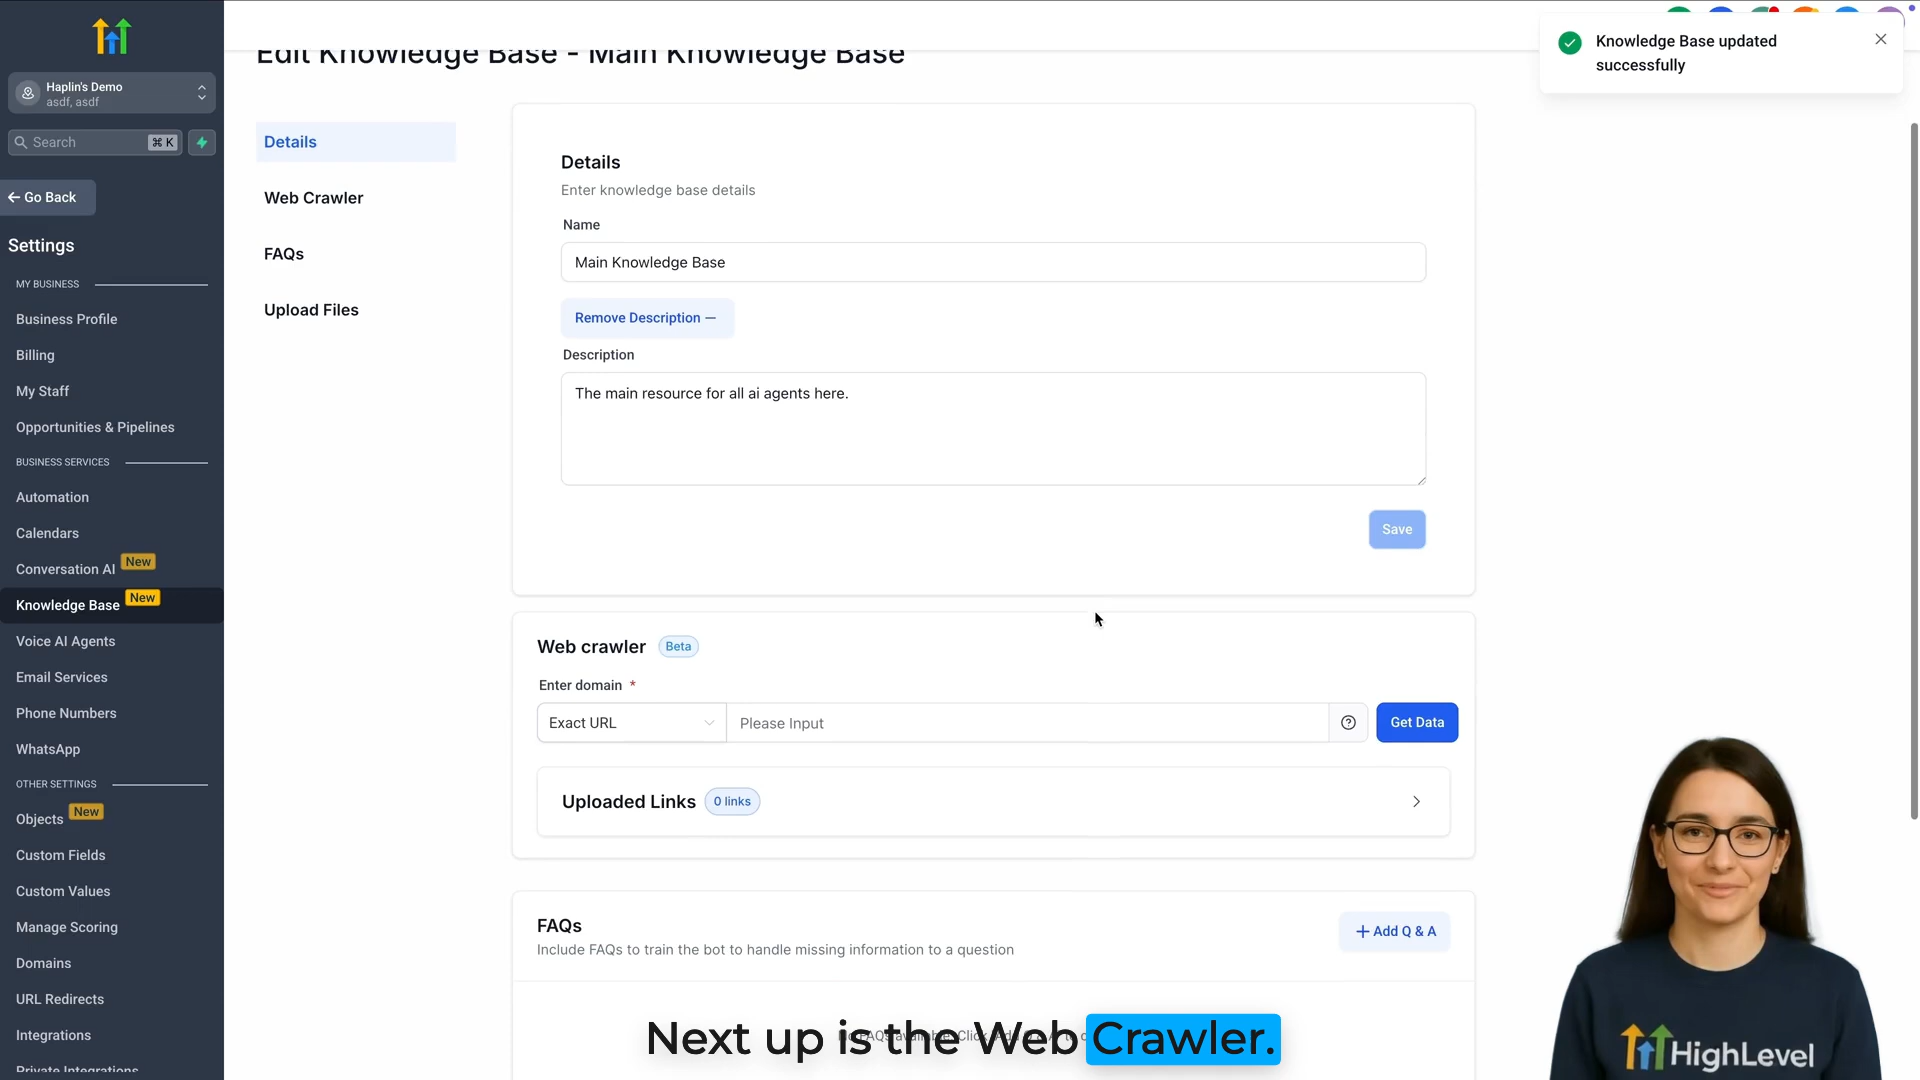 Haplin's Demo
asdf, asdf
Search
⌘ K
← Go Back
Settings
MY BUSINESS
Business Profile
Billing
My Staff
Opportunities & Pipelines
BUSINESS SERVICES
Automation
Calendars
Conversation AI New
Knowledge Base New
Voice AI Agents
Email Services
Phone Numbers
WhatsApp
OTHER SETTINGS
Objects New
Custom Fields
Custom Values
Manage Scoring
Domains
URL Redirects
Integrations
Private Integrations
Edit Knowledge Base - Main Knowledge Base
Knowledge Base updated
successfully
Details
Web Crawler
FAQs
Upload Files
Details
Enter knowledge base details
Name
Main Knowledge Base
Remove Description —
Description
The main resource for all ai agents here.
Save
Web crawler Beta
Enter domain *
Exact URL
Please Input
Get Data
Uploaded Links 0 links
FAQs
Include FAQs to train the bot to handle missing information to a question
+ Add Q & A
Next up is the Web Crawler.
HighLevel